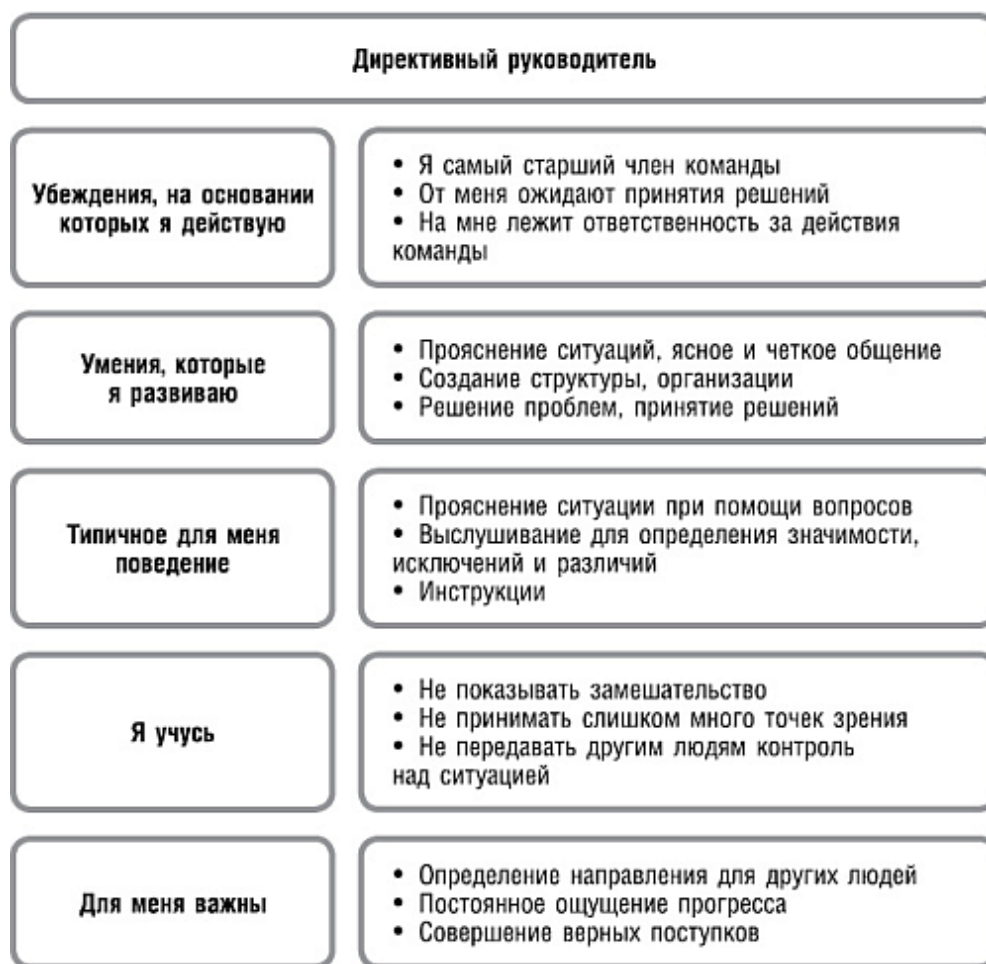 Директивный руководитель
Убеждения, на основании
которых я действую
• Я самый старший член команды
• От меня ожидают принятия решений
• На мне лежит ответственность за действия
команды
Умения, которые
я развиваю
• Прояснение ситуаций, ясное и четкое общение
• Создание структуры, организации
• Решение проблем, принятие решений
Типичное для меня
поведение
• Прояснение ситуации при помощи вопросов
• Выслушивание для определения значимости,
исключений и различий
• Инструкции
Я учусь
• Не показывать замешательство
• Не принимать слишком много точек зрения
• Не передавать другим людям контроль
над ситуацией
Для меня важны
• Определение направления для других людей
• Постоянное ощущение прогресса
• Совершение верных поступков